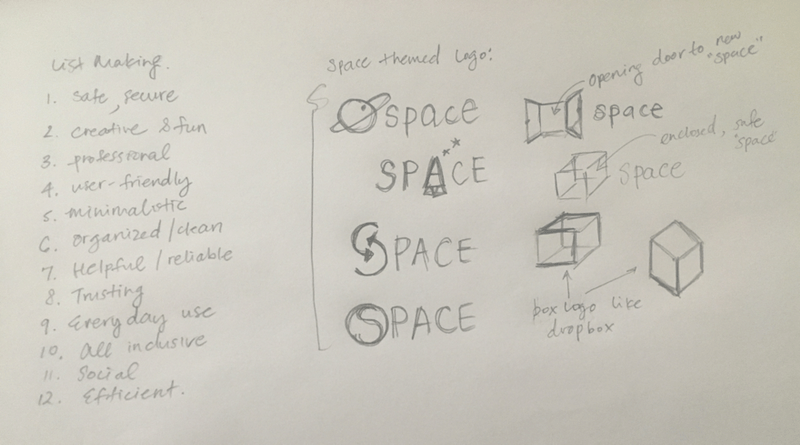 List Making.
1. Safe, secure
2. Creative & fun
3. professional
4. user-friendly
5. minimalistic
6. organized/clean
7. Helpful/reliable
8. Trusting
9. Everyday use
10. All inclusive
11. Social
12. Efficient.
Space themed logo:
space
SPACE
SPACE
SPACE
opening door to new
"space"
space
enclosed, safe
"space"
space
box logo like
dropbox